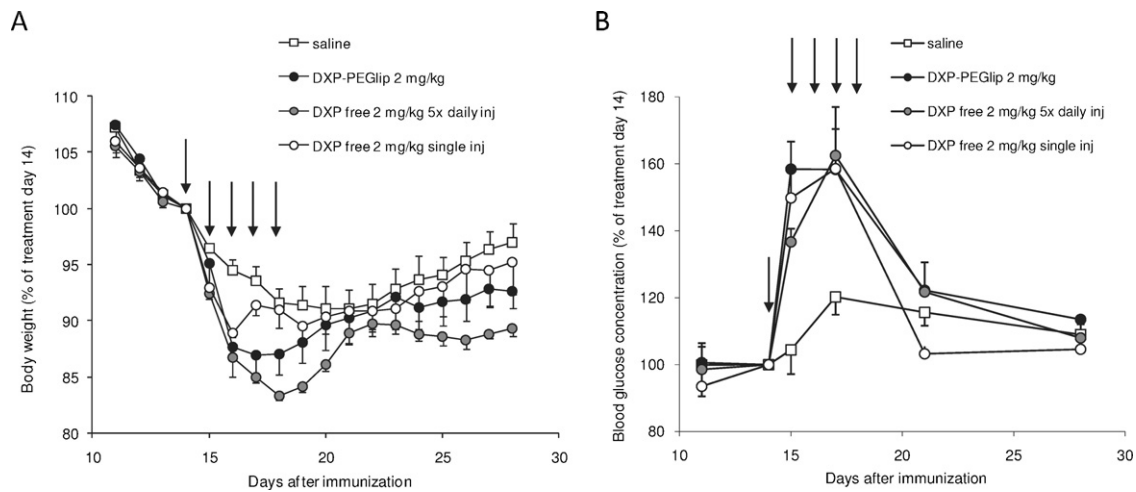 A
saline
DXP-PEGlip 2 mg/kg
DXP free 2 mg/kg 5x daily inj
DXP free 2 mg/kg single inj
Body weight (% of treatment day 14)
110
105
100
95
90
85
80
10 15 20 25 30
Days after immunization
B
saline
DXP-PEGlip 2 mg/kg
DXP free 2 mg/kg 5x daily inj
DXP free 2 mg/kg single inj
Blood glucose concentration (% of treatment day 14)
180
160
140
120
100
80
10 15 20 25 30
Days after immunization